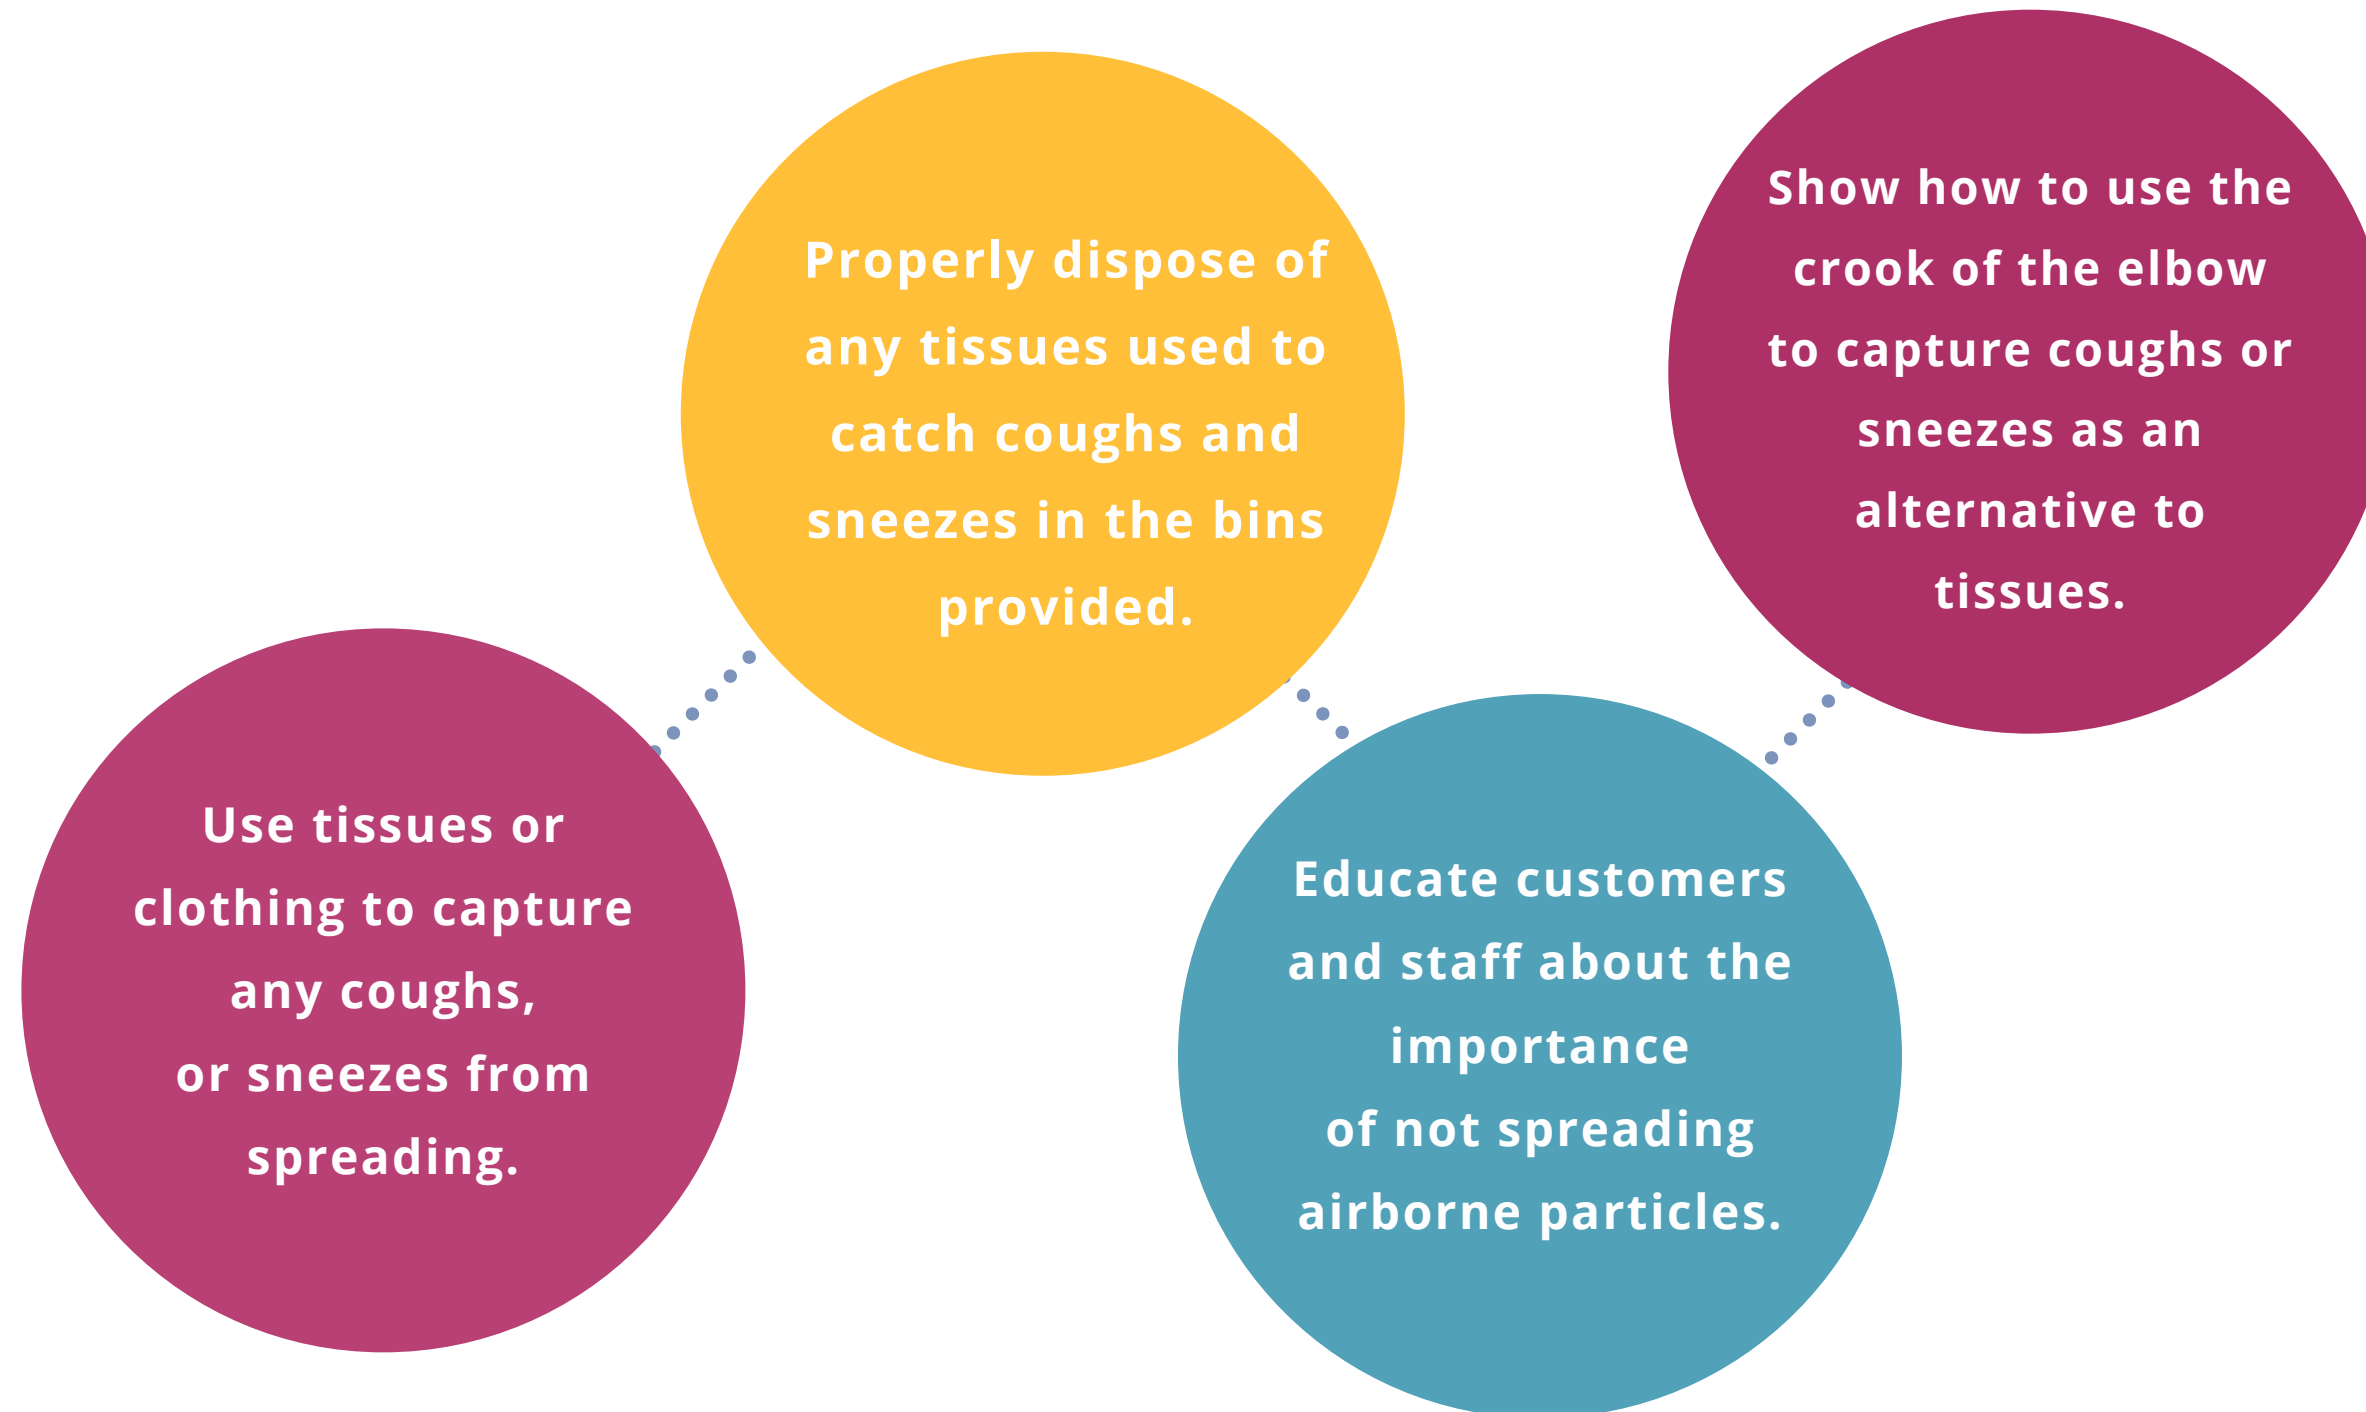 Use tissues or
clothing to capture
any coughs,
or sneezes from
spreading.
Properly dispose of
any tissues used to
catch coughs and
sneezes in the bins
provided.
Educate customers
and staff about the
importance
of not spreading
airborne particles.
Show how to use the
crook of the elbow
to capture coughs or
sneezes as an
alternative to
tissues.